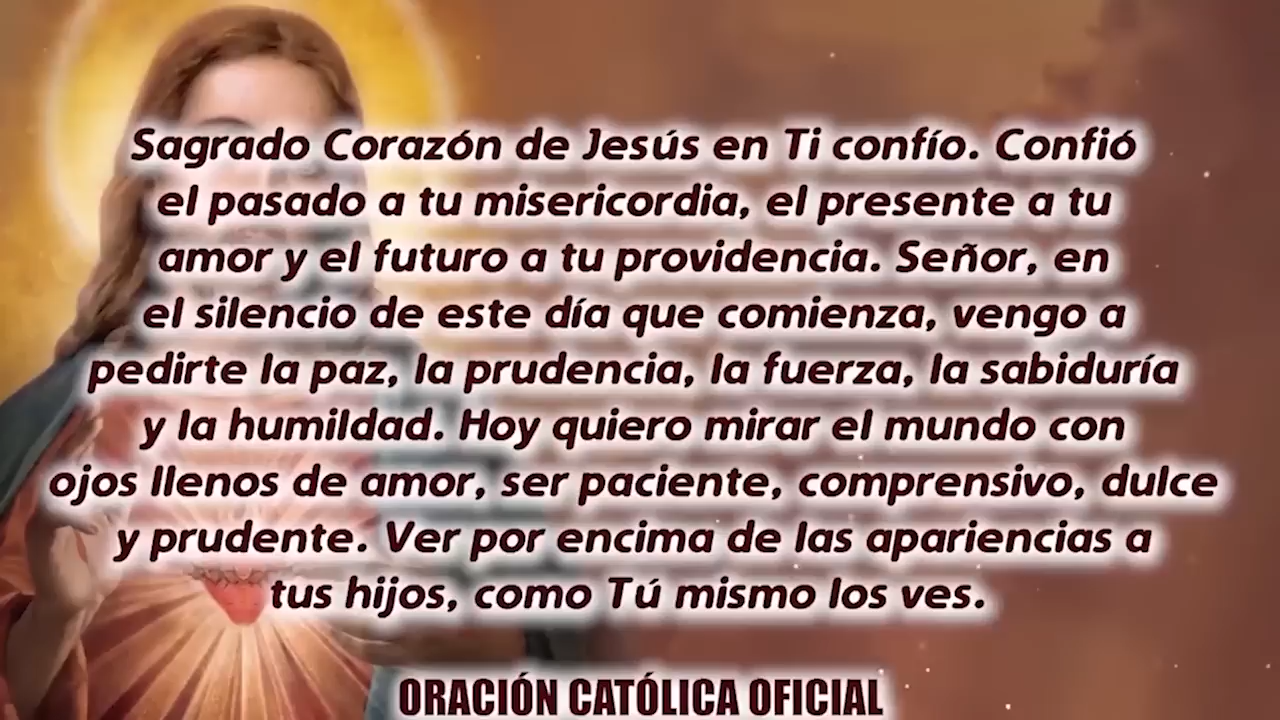 Sagrado Corazón de Jesús en Ti confío. Confió
el pasado a tu misericordia, el presente a tu
amor y el futuro a tu providencia. Señor, en
el silencio de este día que comienza, vengo a
pedirte la paz, la prudencia, la fuerza, la sabiduría
y la humildad. Hoy quiero mirar el mundo con
ojos llenos de amor, ser paciente, comprensivo, dulce
y prudente. Ver por encima de las apariencias a
tus hijos, como Tú mismo los ves.
ORACIÓN CATÓLICA OFICIAL